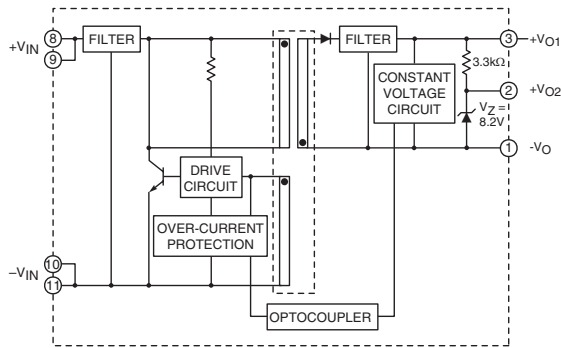 8 FILTER FILTER 3 +VO1
+VIN
9
3.3kΩ
CONSTANT
VOLTAGE
CIRCUIT
2 +VO2
VZ =
8.2V
1 -VO
DRIVE
CIRCUIT
OVER-CURRENT
PROTECTION
10
–VIN
11
OPTOCOUPLER